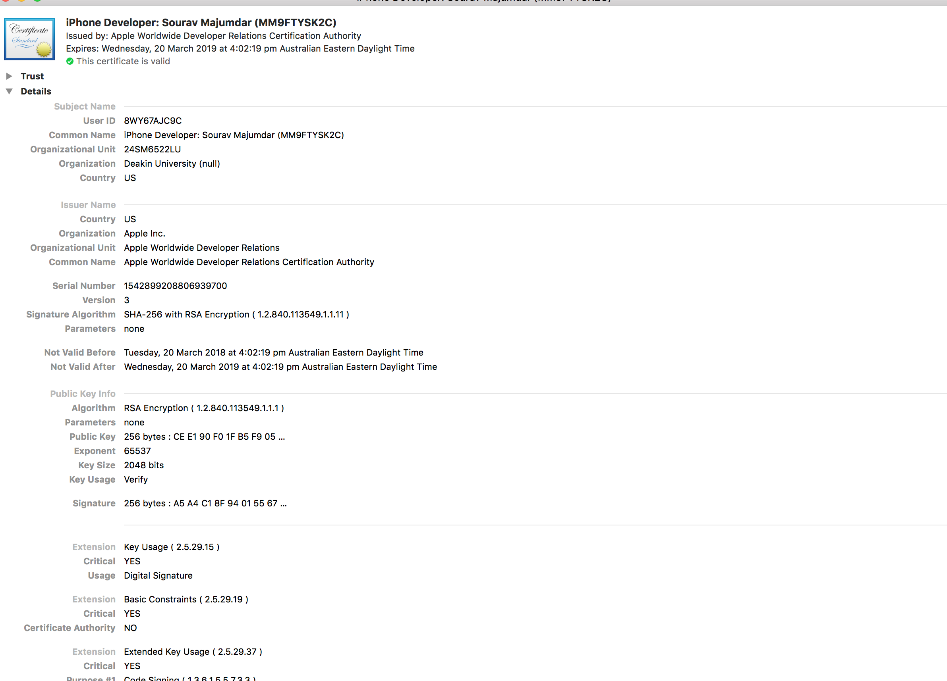 iPhone Developer: Sourav Majumdar (MM9FTYSK2C)
Certificate
Standard
iPhone Developer: Sourav Majumdar (MM9FTYSK2C)
Issued by: Apple Worldwide Developer Relations Certification Authority
Expires: Wednesday, 20 March 2019 at 4:02:19 pm Australian Eastern Daylight Time
This certificate is valid
Trust
Details
Subject Name
User ID 8WY67AJC9C
Common Name iPhone Developer: Sourav Majumdar (MM9FTYSK2C)
Organizational Unit 24SM6522LU
Organization Deakin University (null)
Country US
Issuer Name
Country US
Organization Apple Inc.
Organizational Unit Apple Worldwide Developer Relations
Common Name Apple Worldwide Developer Relations Certification Authority
Serial Number 1542899208806939700
Version 3
Signature Algorithm SHA-256 with RSA Encryption ( 1.2.840.113549.1.1.11 )
Parameters none
Not Valid Before Tuesday, 20 March 2018 at 4:02:19 pm Australian Eastern Daylight Time
Not Valid After Wednesday, 20 March 2019 at 4:02:19 pm Australian Eastern Daylight Time
Public Key Info
Algorithm RSA Encryption ( 1.2.840.113549.1.1.1 )
Parameters none
Public Key 256 bytes : CE E1 90 F0 1F B5 F9 05 ...
Exponent 65537
Key Size 2048 bits
Key Usage Verify
Signature 256 bytes : A5 A4 C1 8F 94 01 55 67 ...
Extension Key Usage ( 2.5.29.15 )
Critical YES
Usage Digital Signature
Extension Basic Constraints ( 2.5.29.19 )
Critical YES
Certificate Authority NO
Extension Extended Key Usage ( 2.5.29.37 )
Critical YES
Purpose #1 Code Signing ( 1.3.6.1.5.5.7.3.3 )